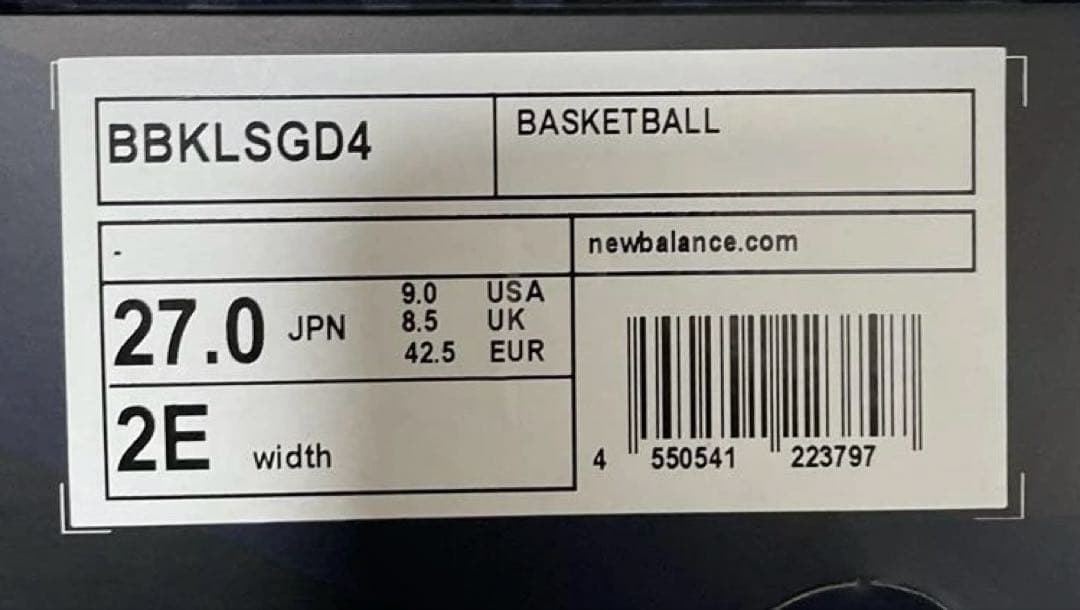 BBKLSGD4
BASKETBALL
-
newbalance.com
27.0 JPN
9.0 USA
8.5 UK
42.5 EUR
2E width
4 550541 223797